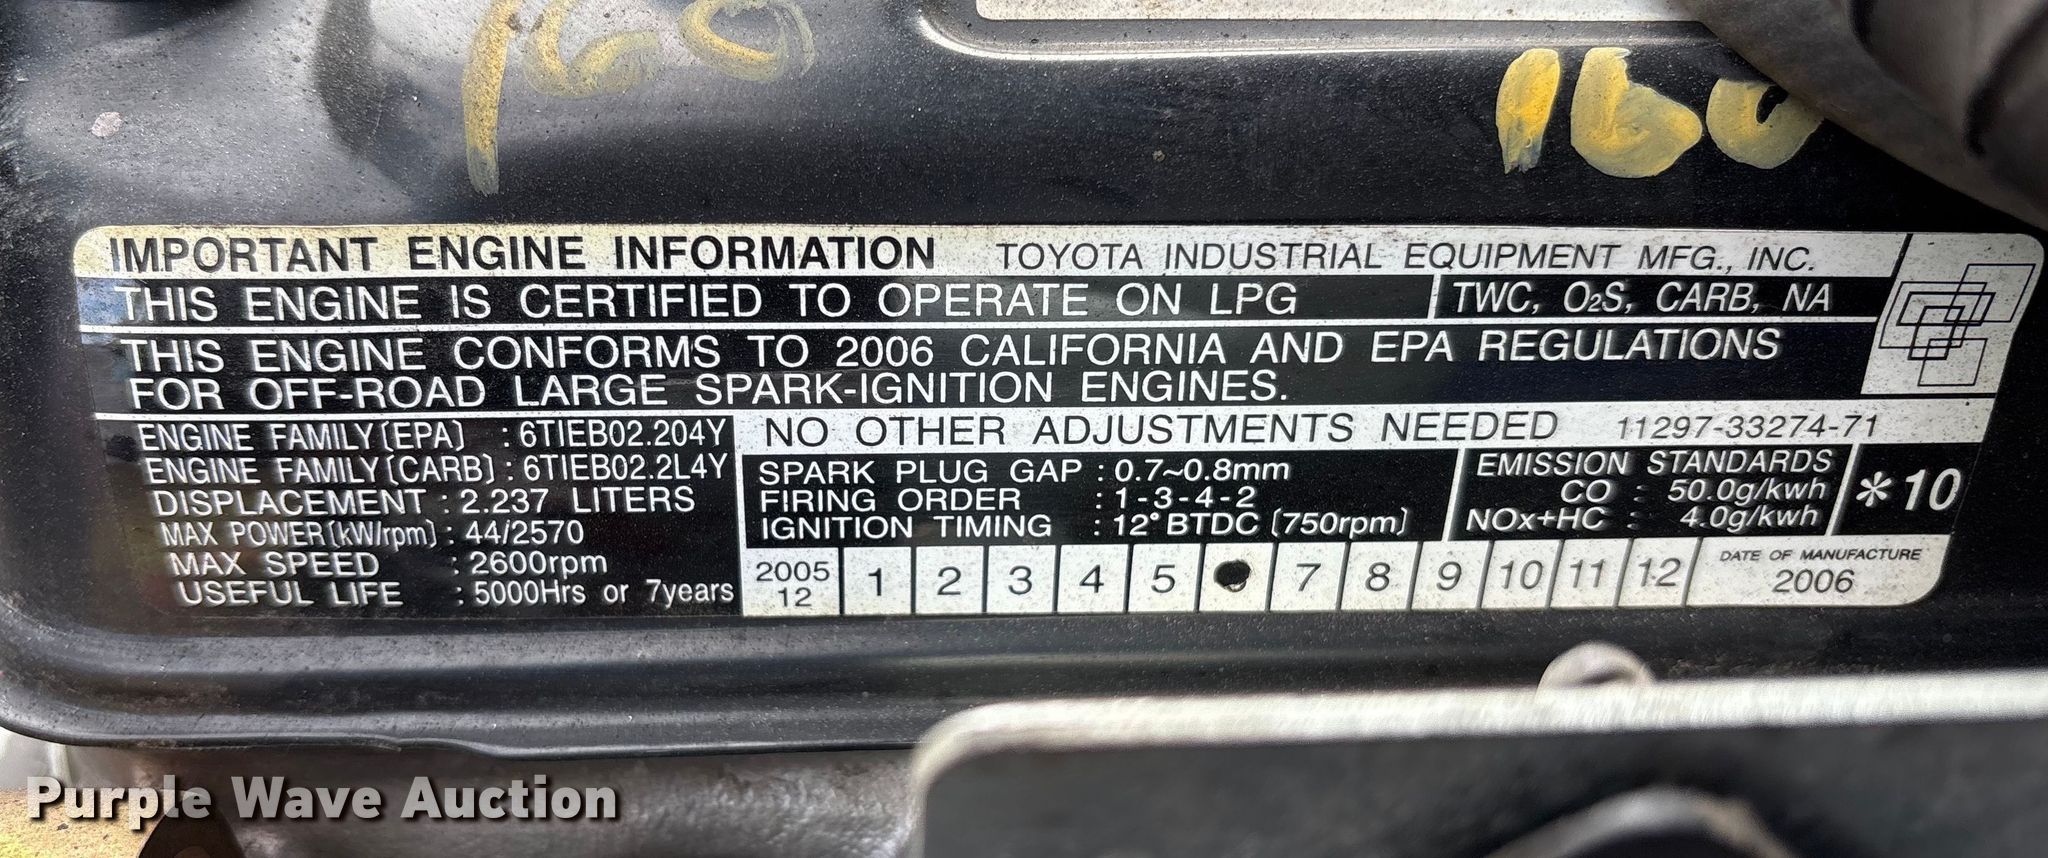 160
160
IMPORTANT ENGINE INFORMATION TOYOTA INDUSTRIAL EQUIPMENT MFG., INC.
THIS ENGINE IS CERTIFIED TO OPERATE ON LPG TWC, O2S, CARB, NA
THIS ENGINE CONFORMS TO 2006 CALIFORNIA AND EPA REGULATIONS
FOR OFF-ROAD LARGE SPARK-IGNITION ENGINES.
ENGINE FAMILY(EPA) : 6TIEB02.204Y
ENGINE FAMILY(CARB) : 6TIEB02.2L4Y
DISPLACEMENT : 2.237 LITERS
MAX POWER(kW/rpm) : 44/2570
MAX SPEED : 2600rpm
USEFUL LIFE : 5000Hrs or 7years
NO OTHER ADJUSTMENTS NEEDED 11297-33274-71
SPARK PLUG GAP : 0.7~0.8mm
FIRING ORDER : 1-3-4-2
IGNITION TIMING : 12° BTDC (750rpm)
EMISSION STANDARDS
CO : 50.0g/kwh
NOx+HC : 4.0g/kwh
*10
2005 12 1 2 3 4 5 7 8 9 10 11 12
DATE OF MANUFACTURE
2006
Purple Wave Auction